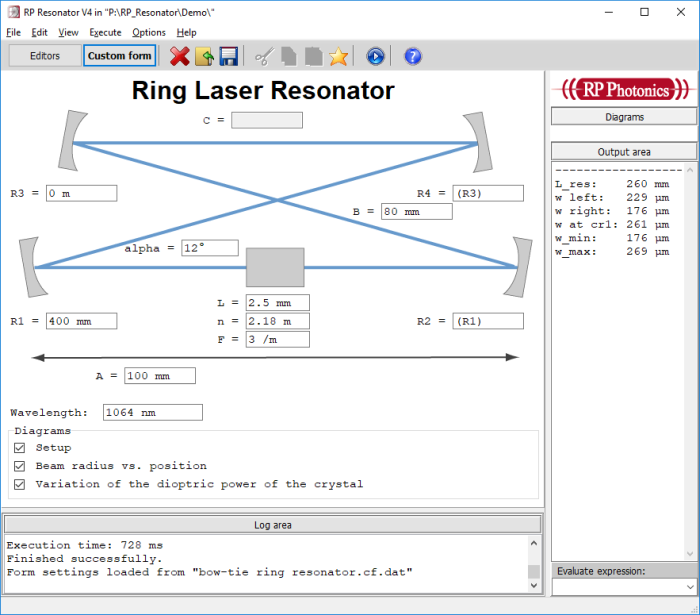 RP Resonator V4 in "P:\RP_Resonator\Demo\"
File Edit View Execute Options Help
Editors Custom form
Ring Laser Resonator
C =
R3 = 0 m
R4 = (R3)
B = 80 mm
alpha = 12°
L = 2.5 mm
R1 = 400 mm
n = 2.18 m
R2 = (R1)
F = 3 /m
A = 100 mm
Wavelength: 1064 nm
Diagrams
Setup
Beam radius vs. position
Variation of the dioptric power of the crystal
Log area
Execution time: 728 ms
Finished successfully.
Form settings loaded from "bow-tie ring resonator.cf.dat"
RP Photonics
Diagrams
Output area
--------------------
L_res: 260 mm
w left: 229 µm
w right: 176 µm
w at cr1: 261 µm
w_min: 176 µm
w_max: 269 µm
Evaluate expression: